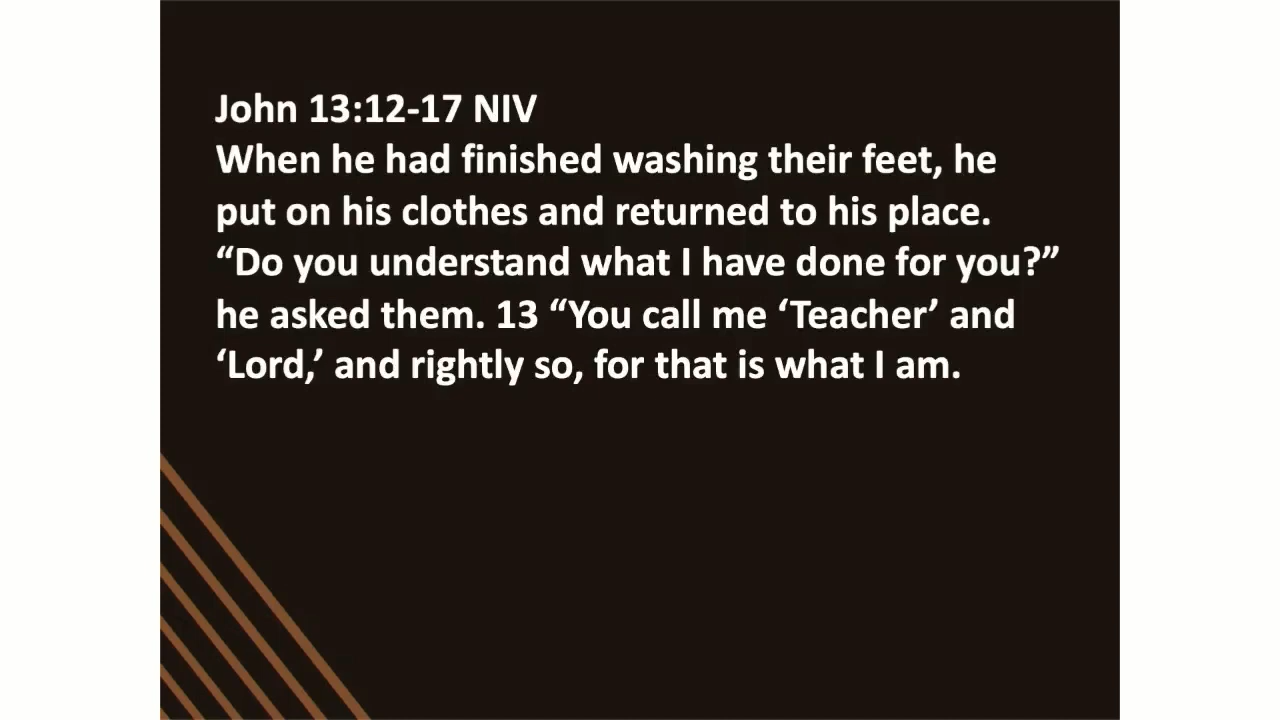 John 13:12-17 NIV
When he had finished washing their feet, he
put on his clothes and returned to his place.
“Do you understand what I have done for you?”
he asked them. 13 “You call me ‘Teacher’ and
‘Lord,’ and rightly so, for that is what I am.